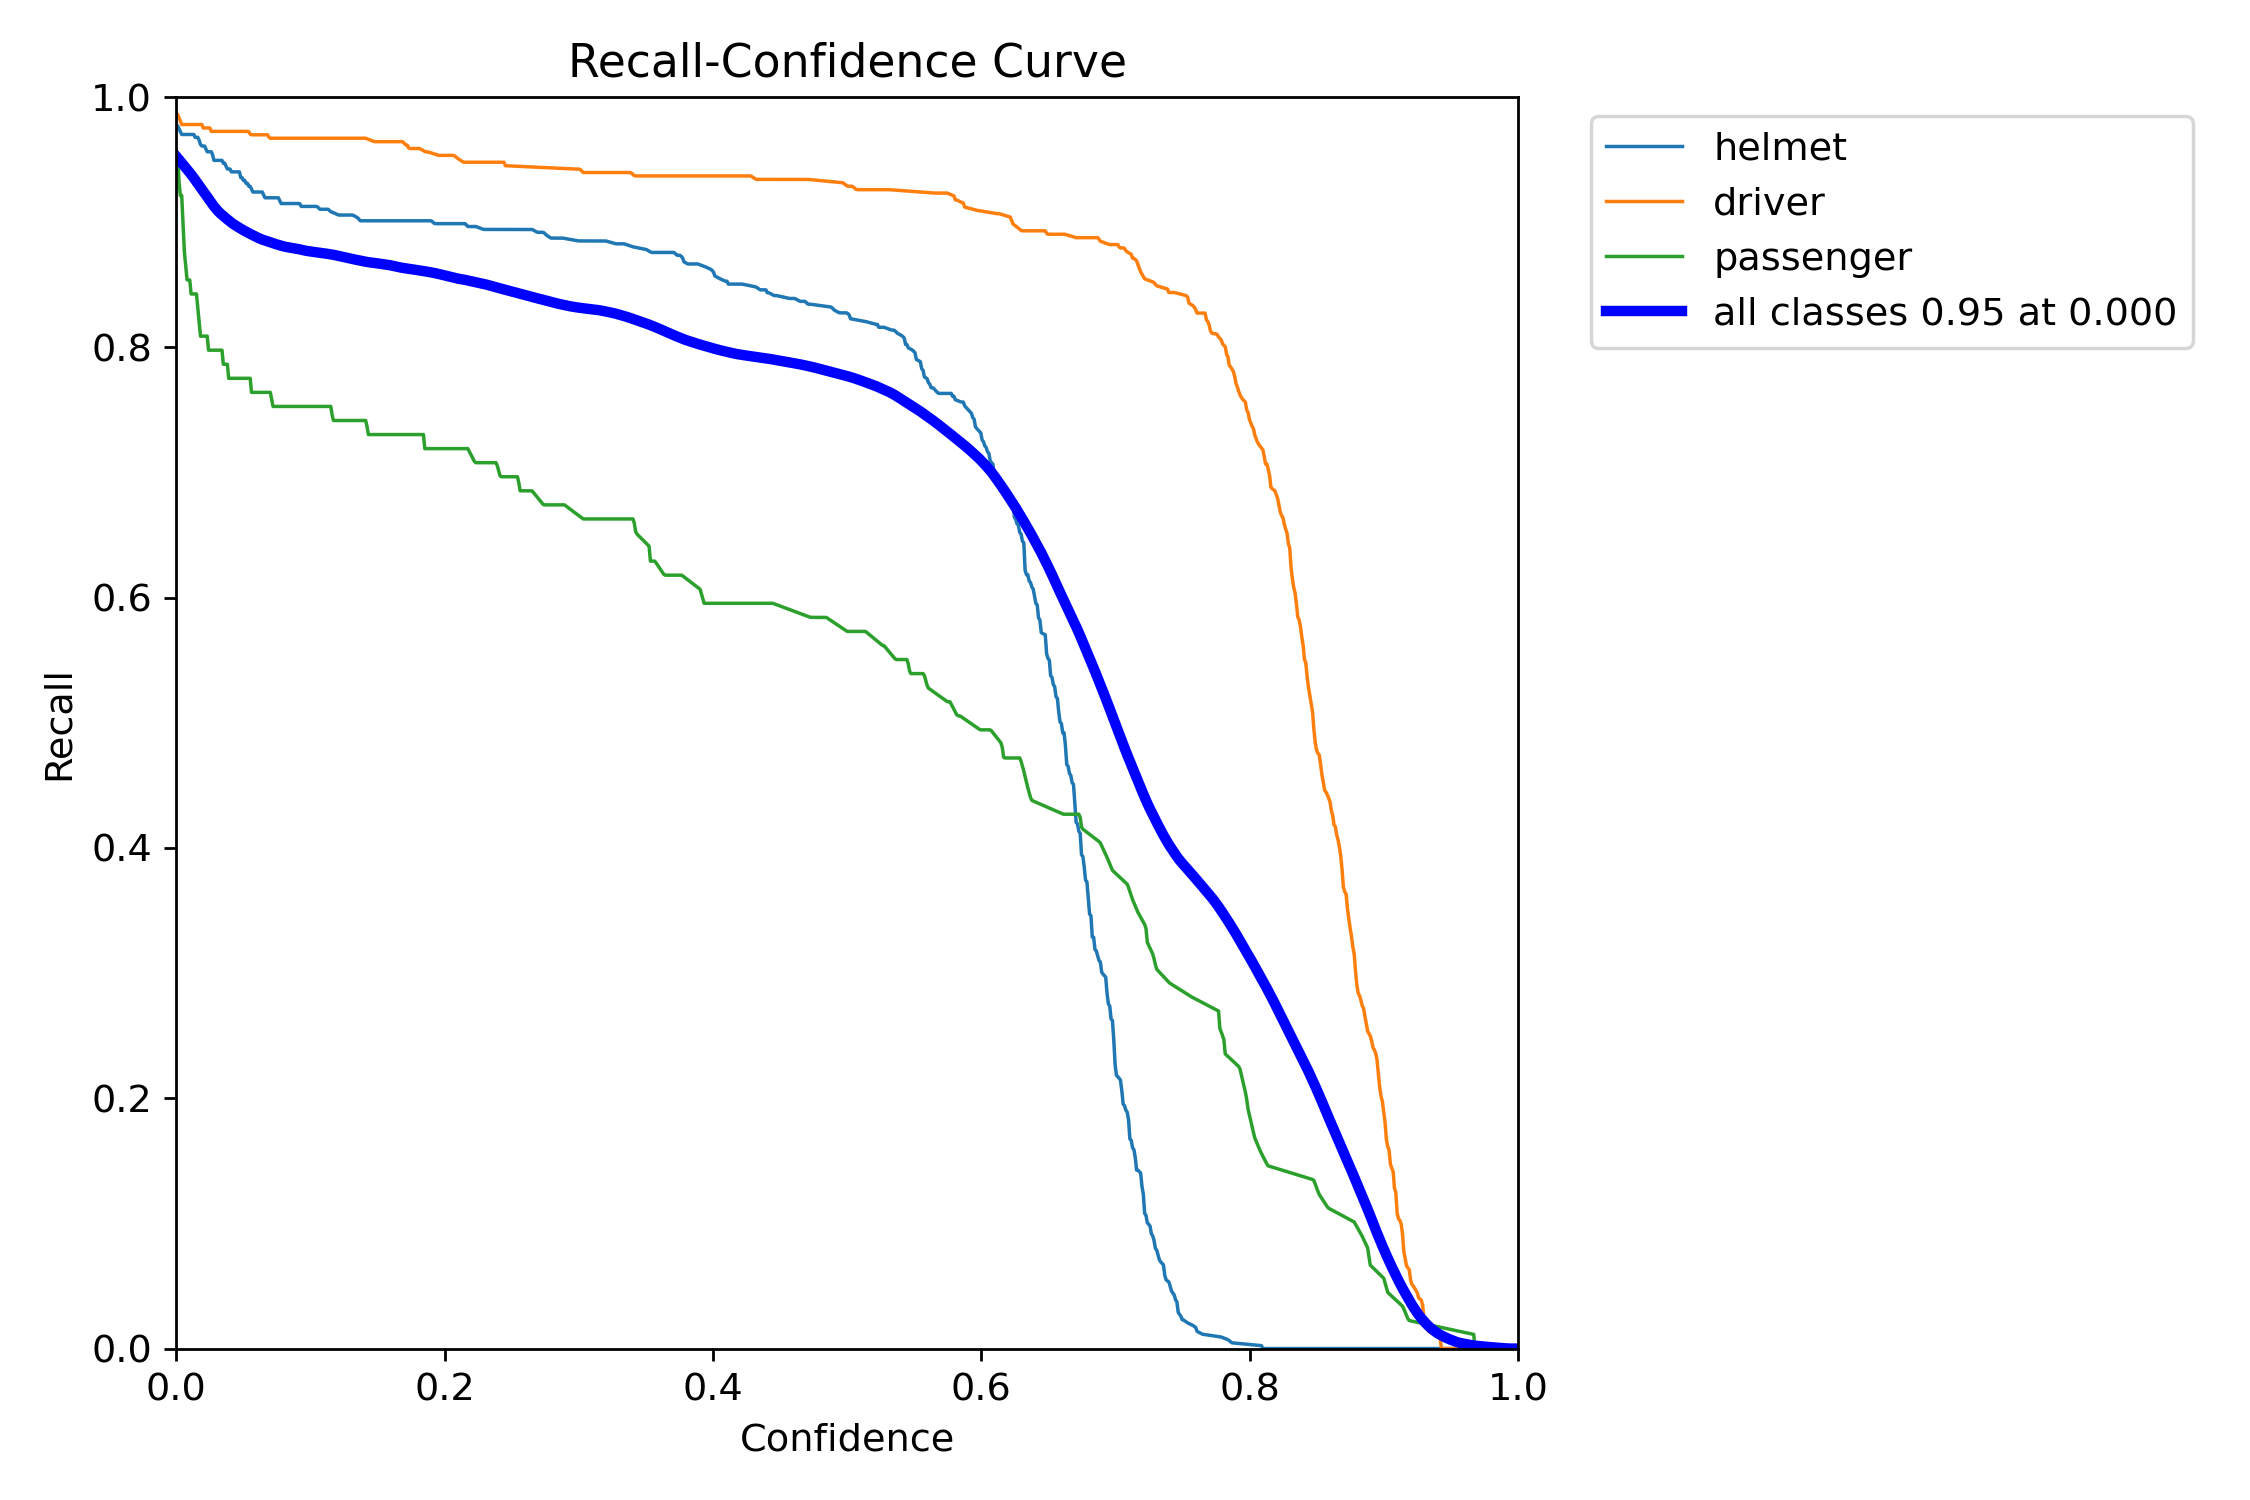 Recall-Confidence Curve
1.0
0.8
0.6
0.4
0.2
0.0
Recall
0.0 0.2 0.4 0.6 0.8 1.0
Confidence
helmet
driver
passenger
all classes 0.95 at 0.000